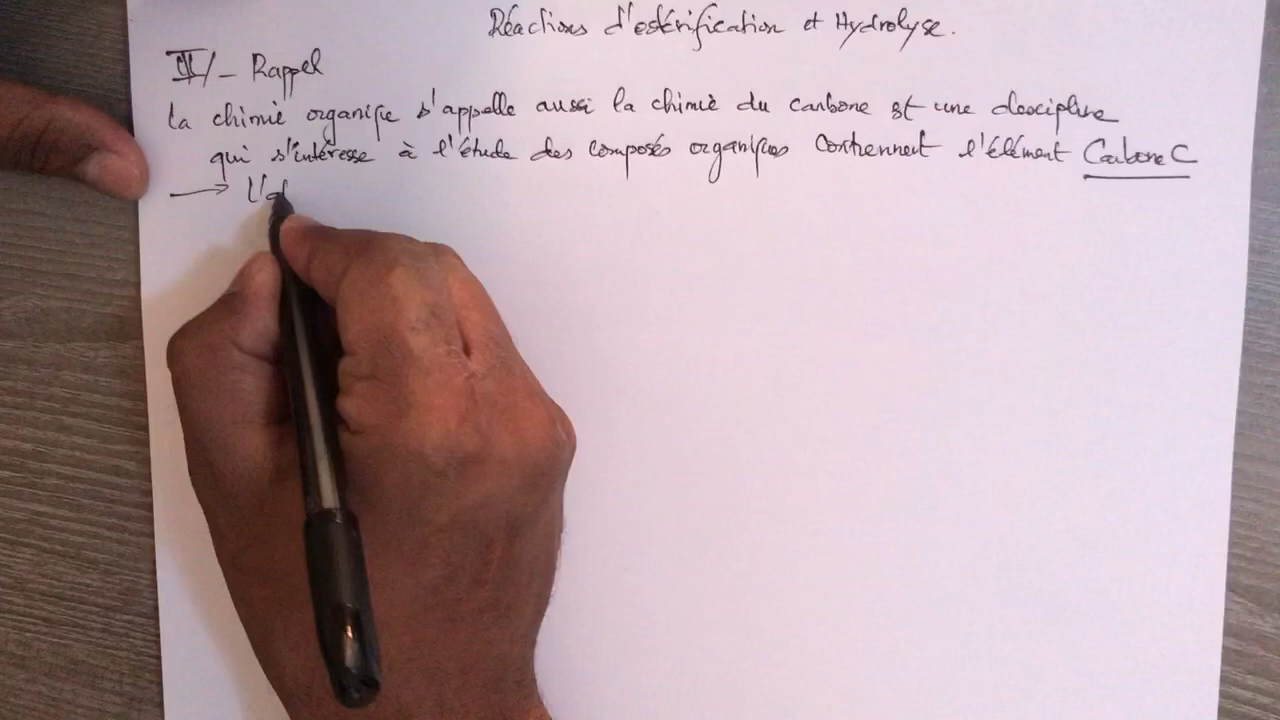 Réactions d'estérification et Hydrolyse.
II/- Rappel
La chimie organique s'appelle aussi la chimie du carbone est une descipline
qui s'intéresse à l'étude des composés organiques contiennent l'élément Carbone C
→ L'a